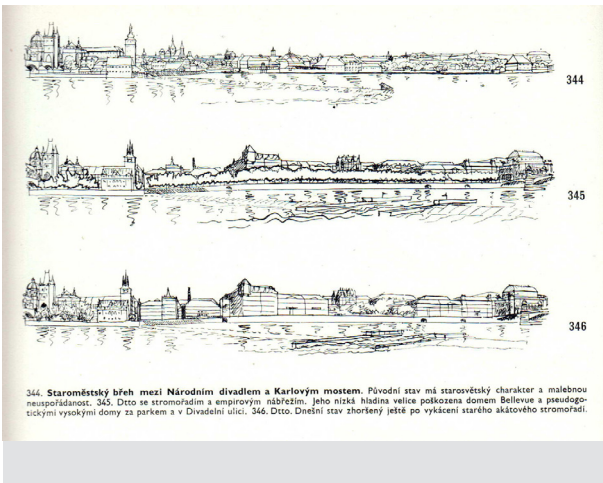 344
345
346
344. Staroměstský břeh mezi Národním divadlem a Karlovým mostem. Původní stav má starosvětský charakter a malebnou
neuspořádanost. 345. Dtto se stromořadím a empirovým nábřežím. Jeho nízká hladina velice poškozena domem Bellevue a pseudogo-
tickými vysokými domy za parkem a v Divadelní ulici. 346. Dtto. Dnešní stav zhoršený ještě po vykácení starého akátového stromořadí.